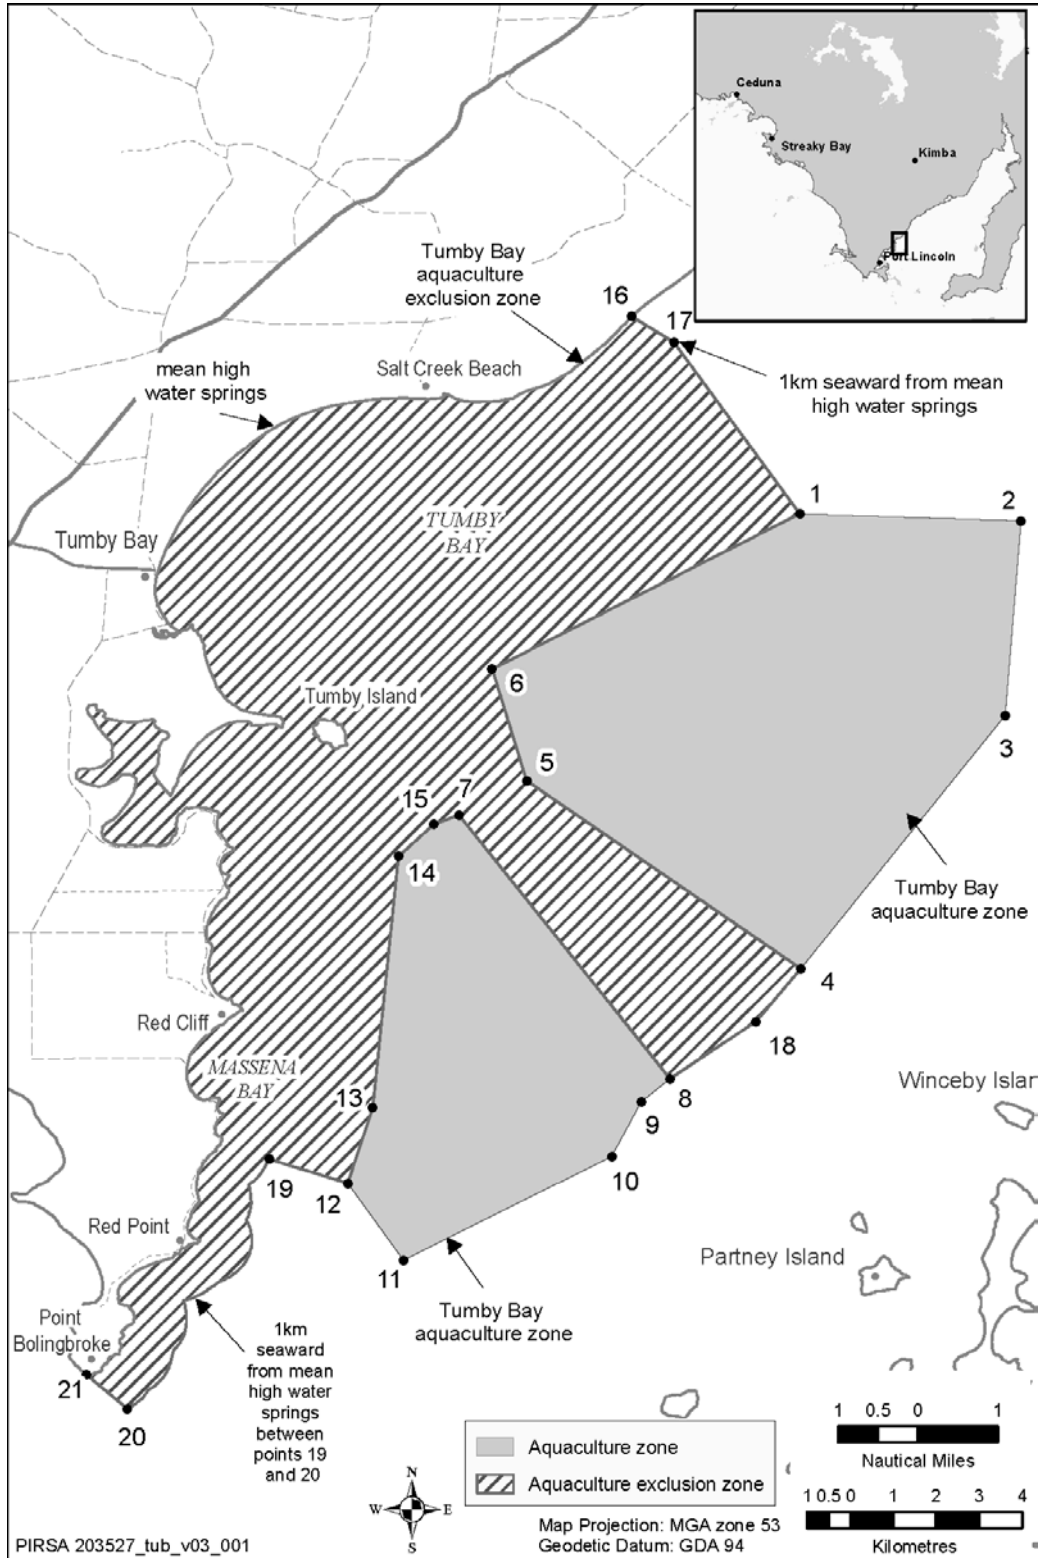 Ceduna
Streaky Bay
Kimba
Port Lincoln
Tumby Bay
aquaculture
exclusion zone
16
17
mean high
water springs
Salt Creek Beach
1km seaward from mean
high water springs
TUMBY
BAY
1
2
Tumby Bay
6
Tumby Island
3
5
7
15
14
Tumby Bay
aquaculture zone
4
18
Red Cliff
MASSENA
BAY
13
8
9
Winceby Islan
10
19
12
Red Point
11
Partney Island
Tumby Bay
aquaculture zone
Point
Bolingbroke
21
20
1km
seaward
from mean
high water
springs
between
points 19
and 20
Aquaculture zone
Aquaculture exclusion zone
1 0.5 0 1
Nautical Miles
N
W E
S
1 0.5 0 1 2 3 4
Kilometres
Map Projection: MGA zone 53
Geodetic Datum: GDA 94
PIRSA 203527_tub_v03_001